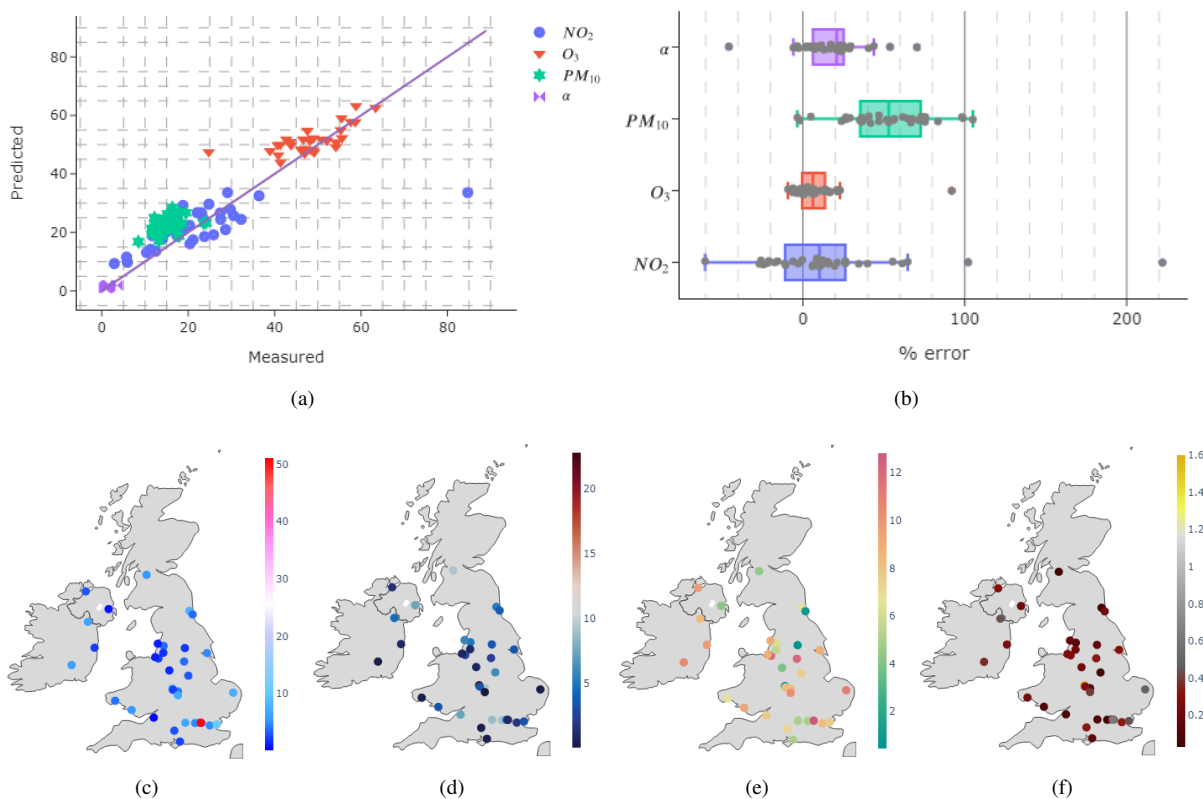 80
60
40
20
0
0
20
40
60
80
Predicted
Measured
NO₂
O₃
PM₁₀
α
(a)
α
PM₁₀
O₃
NO₂
0
100
200
% error
(b)
50
40
30
20
10
(c)
20
15
10
5
(d)
12
10
8
6
4
2
(e)
1.6
1.4
1.2
1
0.8
0.6
0.4
0.2
(f)